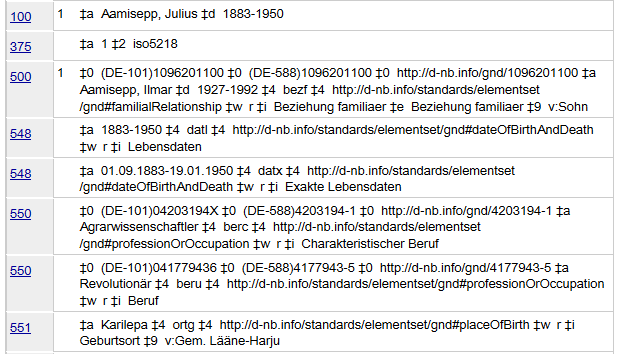 100 1 ‡a Aamisepp, Julius ‡d 1883-1950
375 ‡a 1 ‡2 iso5218
500 1 ‡0 (DE-101)1096201100 ‡0 (DE-588)1096201100 ‡0 http://d-nb.info/gnd/1096201100 ‡a
Aamisepp, Ilmar ‡d 1927-1992 ‡4 bezf ‡4 http://d-nb.info/standards/elementset
/gnd#familialRelationship ‡w r ‡i Beziehung familiaer ‡e Beziehung familiaer ‡9 v:Sohn
548 ‡a 1883-1950 ‡4 datl ‡4 http://d-nb.info/standards/elementset/gnd#dateOfBirthAndDeath
‡w r ‡i Lebensdaten
548 ‡a 01.09.1883-19.01.1950 ‡4 datx ‡4 http://d-nb.info/standards/elementset
/gnd#dateOfBirthAndDeath ‡w r ‡i Exakte Lebensdaten
550 ‡0 (DE-101)04203194X ‡0 (DE-588)4203194-1 ‡0 http://d-nb.info/gnd/4203194-1 ‡a
Agrarwissenschaftler ‡4 berc ‡4 http://d-nb.info/standards/elementset
/gnd#professionOrOccupation ‡w r ‡i Charakteristischer Beruf
550 ‡0 (DE-101)041779436 ‡0 (DE-588)4177943-5 ‡0 http://d-nb.info/gnd/4177943-5 ‡a
Revolutionär ‡4 beru ‡4 http://d-nb.info/standards/elementset/gnd#professionOrOccupation
‡w r ‡i Beruf
551 ‡a Karilepa ‡4 ortg ‡4 http://d-nb.info/standards/elementset/gnd#placeOfBirth ‡w r ‡i
Geburtsort ‡9 v:Gem. Lääne-Harju